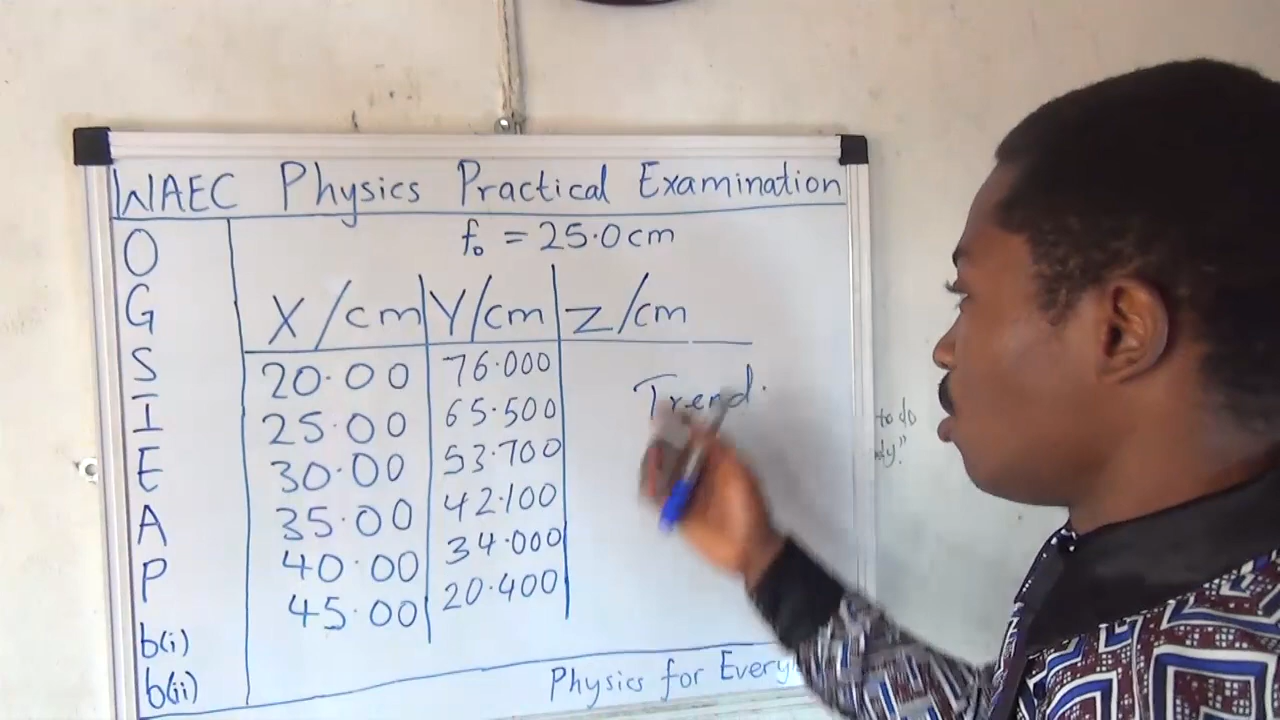 WAEC Physics Practical Examination
O
G
S
I
E
A
P
b(i)
b(ii)
f₀ = 25.0cm
X/cm Y/cm Z/cm
20.00 76.000
25.00 65.500
30.00 53.700
35.00 42.100
40.00 34.000
45.00 20.400
Trend.
Physics for
to do